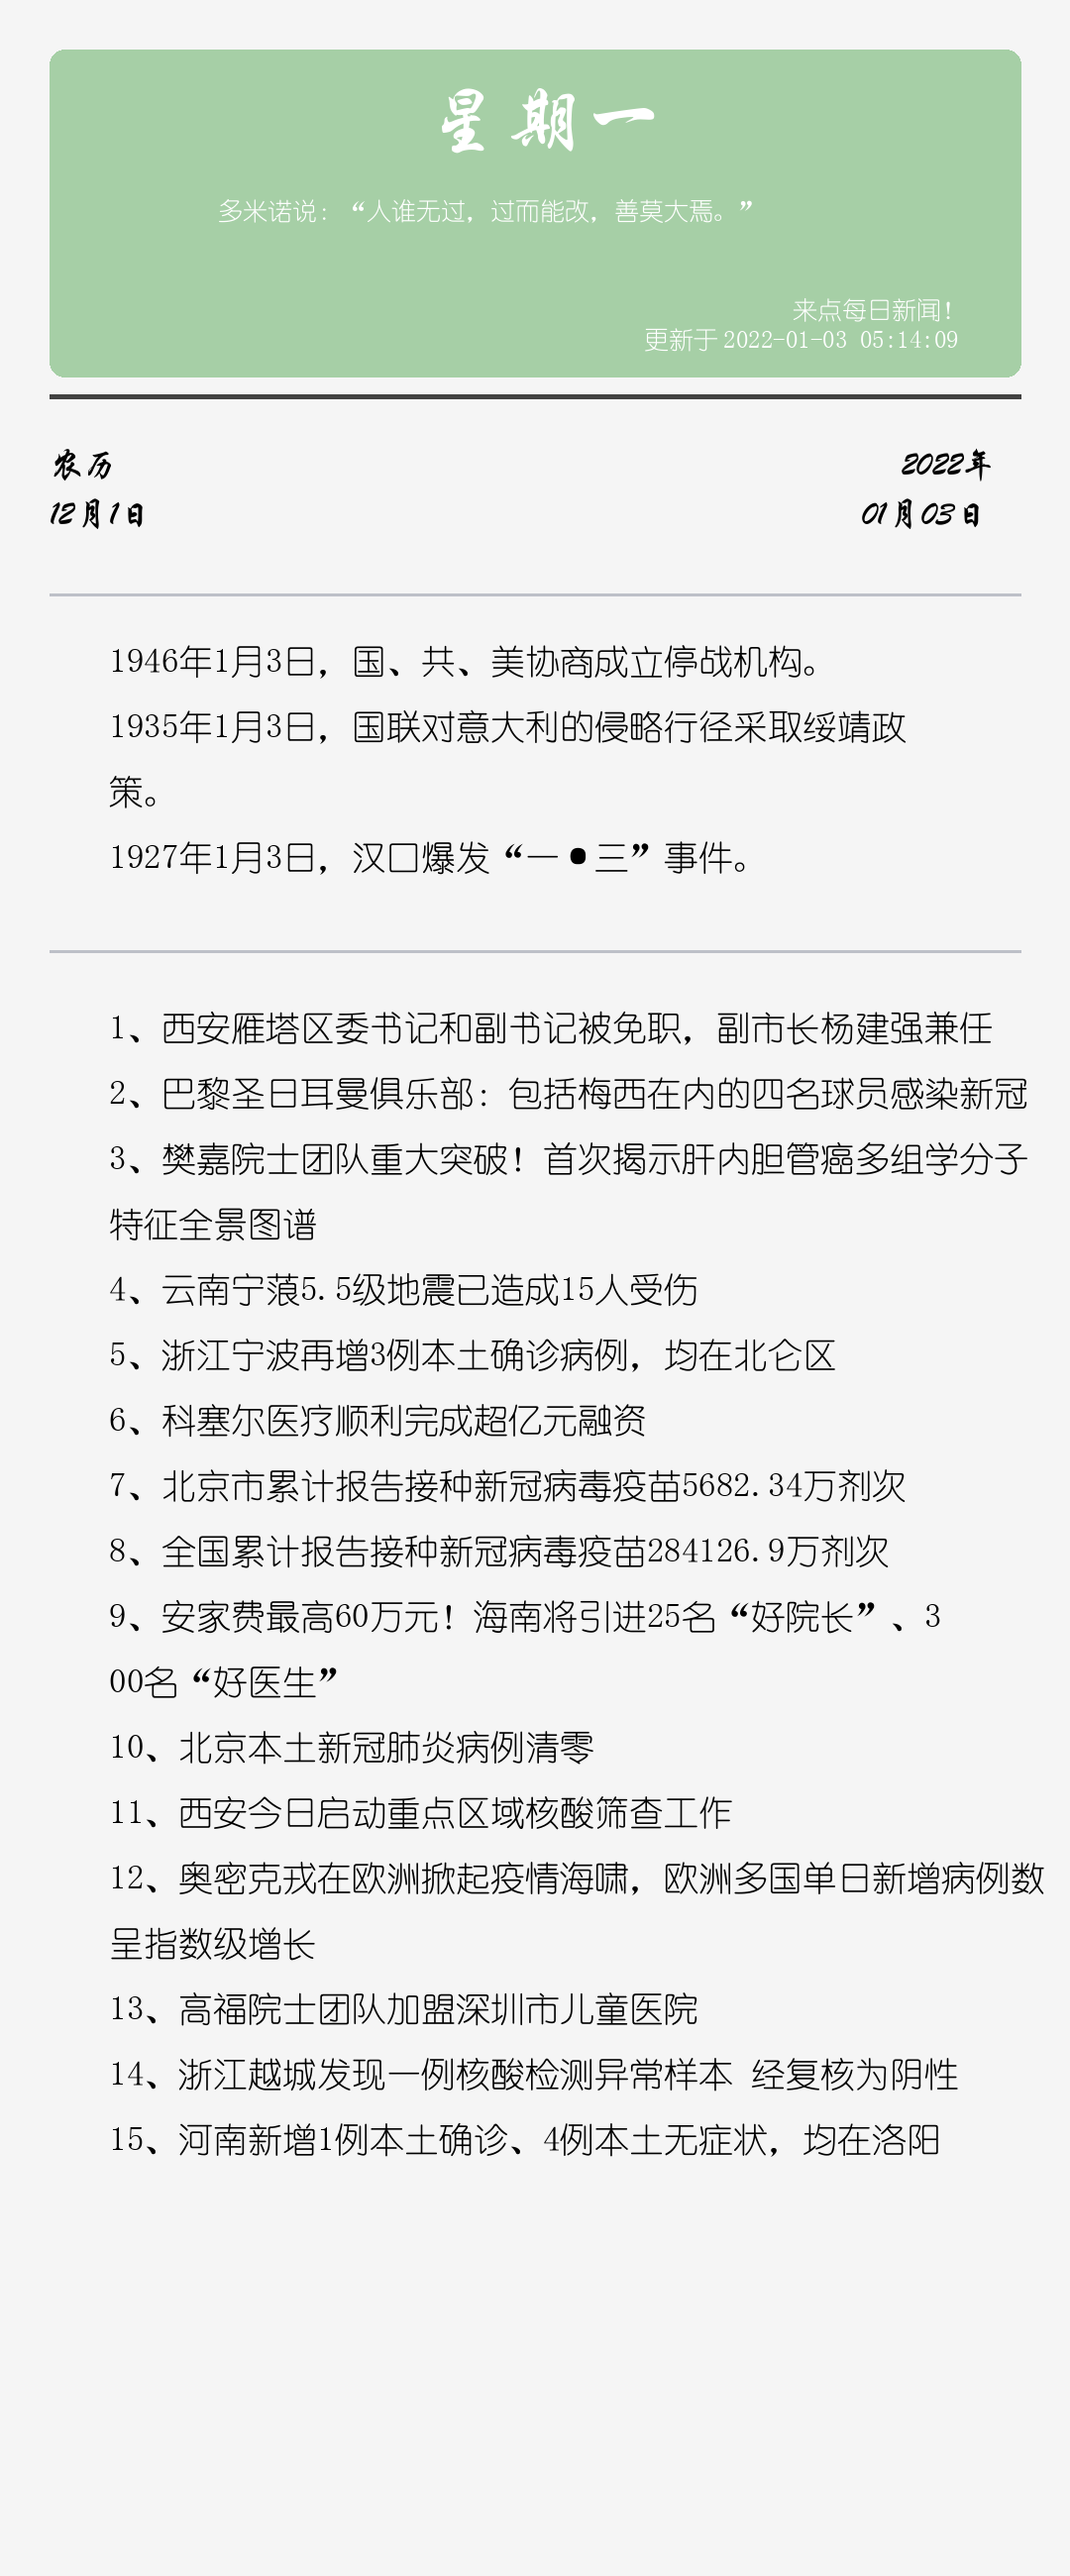 星期一
多米诺说：“人谁无过，过而能改，善莫大焉。”
来点每日新闻！
更新于2022-01-03 05:14:09
农历
12月1日
2022年
01月03日
1946年1月3日，国、共、美协商成立停战机构。
1935年1月3日，国联对意大利的侵略行径采取绥靖政
策。
1927年1月3日，汉口爆发“一•三”事件。
1、西安雁塔区委书记和副书记被免职，副市长杨建强兼任
2、巴黎圣日耳曼俱乐部：包括梅西在内的四名球员感染新冠
3、樊嘉院士团队重大突破！首次揭示肝内胆管癌多组学分子
特征全景图谱
4、云南宁蒗5.5级地震已造成15人受伤
5、浙江宁波再增3例本土确诊病例，均在北仑区
6、科塞尔医疗顺利完成超亿元融资
7、北京市累计报告接种新冠病毒疫苗5682.34万剂次
8、全国累计报告接种新冠病毒疫苗284126.9万剂次
9、安家费最高60万元！海南将引进25名“好院长”、3
00名“好医生”
10、北京本土新冠肺炎病例清零
11、西安今日启动重点区域核酸筛查工作
12、奥密克戎在欧洲掀起疫情海啸，欧洲多国单日新增病例数
呈指数级增长
13、高福院士团队加盟深圳市儿童医院
14、浙江越城发现一例核酸检测异常样本 经复核为阴性
15、河南新增1例本土确诊、4例本土无症状，均在洛阳